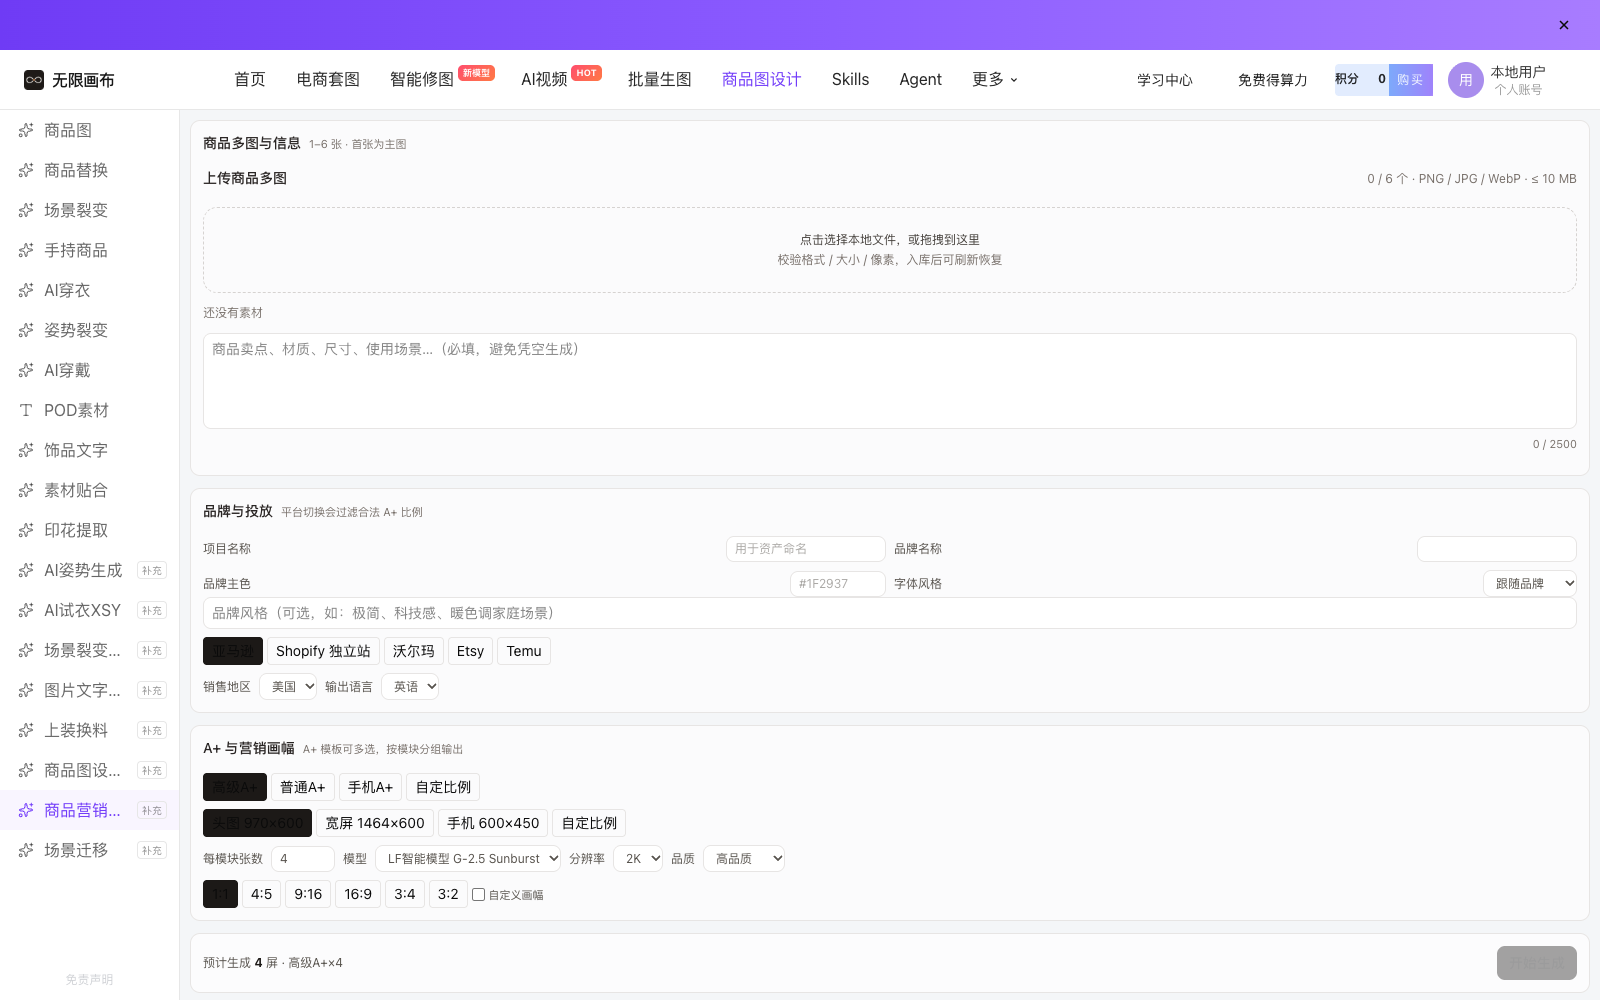 无限画布
首页
电商套图
智能修图
新模型
AI视频
HOT
批量生图
商品图设计
Skills
Agent
更多
学习中心
免费得算力
积分 0
购买
用
本地用户
个人账号
商品图
商品替换
场景裂变
手持商品
AI穿衣
姿势裂变
AI穿戴
POD素材
饰品文字
素材贴合
印花提取
AI姿势生成 补充
AI试衣XSY 补充
场景裂变... 补充
图片文字... 补充
上装换料 补充
商品图设... 补充
商品营销... 补充
场景迁移 补充
免责声明
商品多图与信息 1–6 张 · 首张为主图
上传商品多图 0 / 6 个 · PNG / JPG / WebP · ≤ 10 MB
点击选择本地文件，或拖拽到这里
校验格式 / 大小 / 像素，入库后可刷新恢复
还没有素材
商品卖点、材质、尺寸、使用场景...（必填，避免凭空生成）
0 / 2500
品牌与投放 平台切换会过滤合法 A+ 比例
项目名称 用于资产命名 品牌名称
品牌主色 #1F2937 字体风格 跟随品牌
品牌风格（可选，如：极简、科技感、暖色调家庭场景）
亚马逊 Shopify 独立站 沃尔玛 Etsy Temu
销售地区 美国 输出语言 英语
A+ 与营销画幅 A+ 模板可多选，按模块分组输出
高级A+ 普通A+ 手机A+ 自定比例
头图 970×600 宽屏 1464×600 手机 600×450 自定比例
每模块张数 4 模型 LF智能模型 G-2.5 Sunburst 分辨率 2K 品质 高品质
1:1 4:5 9:16 16:9 3:4 3:2 自定义画幅
预计生成 4 屏 · 高级A+×4
开始生成